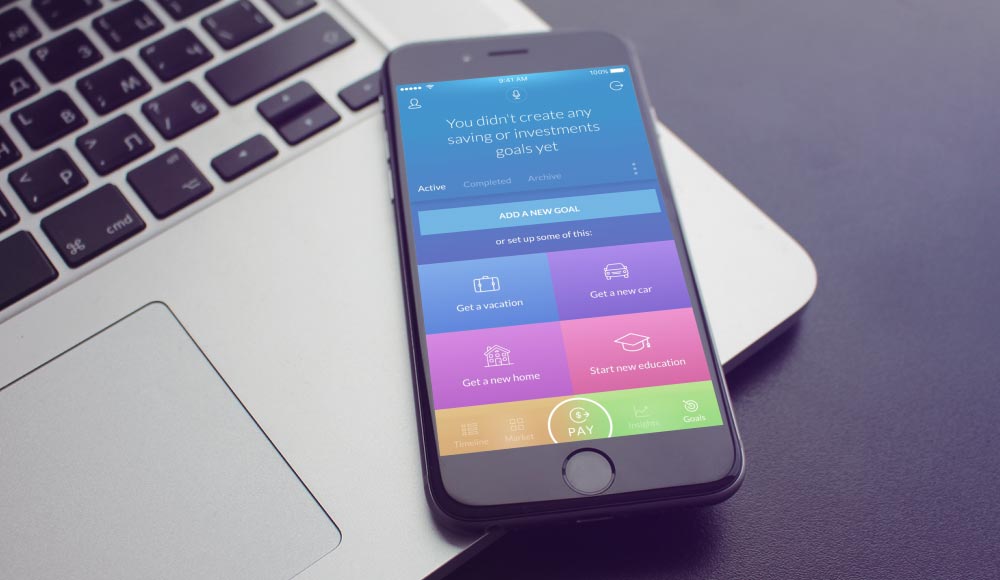 9:41 AM
100%
You didn't create any
saving or investments
goals yet
Active Completed Archive
ADD A NEW GOAL
or set up some of this:
Get a vacation
Get a new car
Get a new home
Start new education
Timeline Market PAY Insights Goals
Ц
З
Ч
Д
М
?
Ь
Л
<
Р
cmd